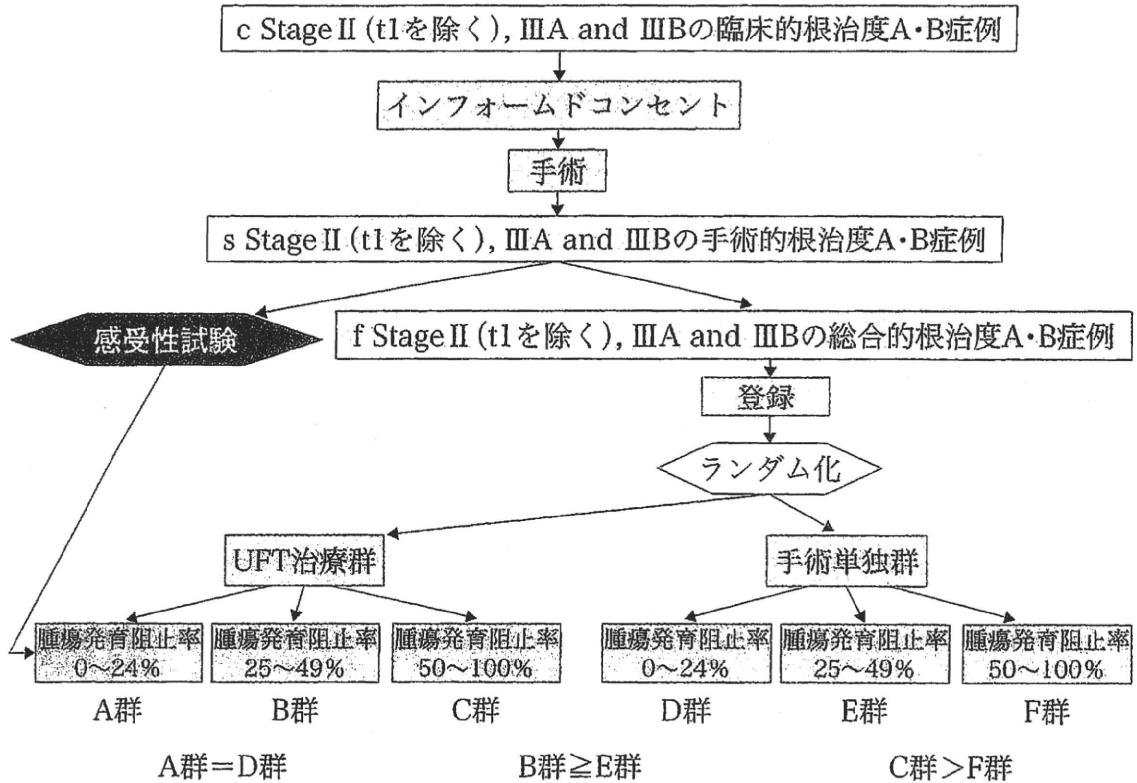 c Stage II (t1を除く), ⅢA and ⅢBの臨床的根治度A・B症例
インフォームドコンセント
手術
s Stage II (t1を除く), ⅢA and ⅢBの手術的根治度A・B症例
感受性試験
f Stage II (t1を除く), ⅢA and ⅢBの総合的根治度A・B症例
登録
ランダム化
UFT治療群
手術単独群
腫瘍発育阻止率
0〜24%
腫瘍発育阻止率
25〜49%
腫瘍発育阻止率
50〜100%
腫瘍発育阻止率
0〜24%
腫瘍発育阻止率
25〜49%
腫瘍発育阻止率
50〜100%
A群
B群
C群
D群
E群
F群
A群=D群
B群≧E群
C群>F群